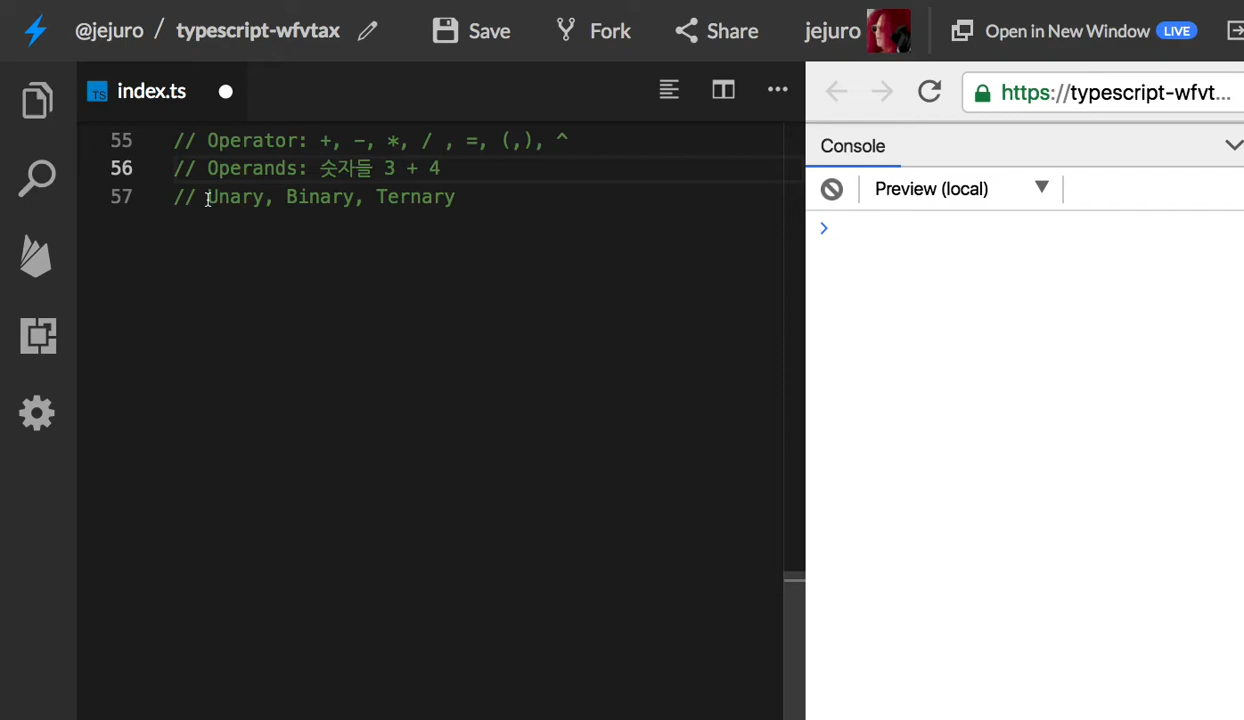 @jejuro / typescript-wfvtax Save Fork Share jejuro Open in New Window LIVE
TS index.ts
https://typescript-wfvt...
Console
Preview (local)
55 // Operator: +, -, *, / , =, (,), ^
56 // Operands: 숫자들 3 + 4
57 // Unary, Binary, Ternary